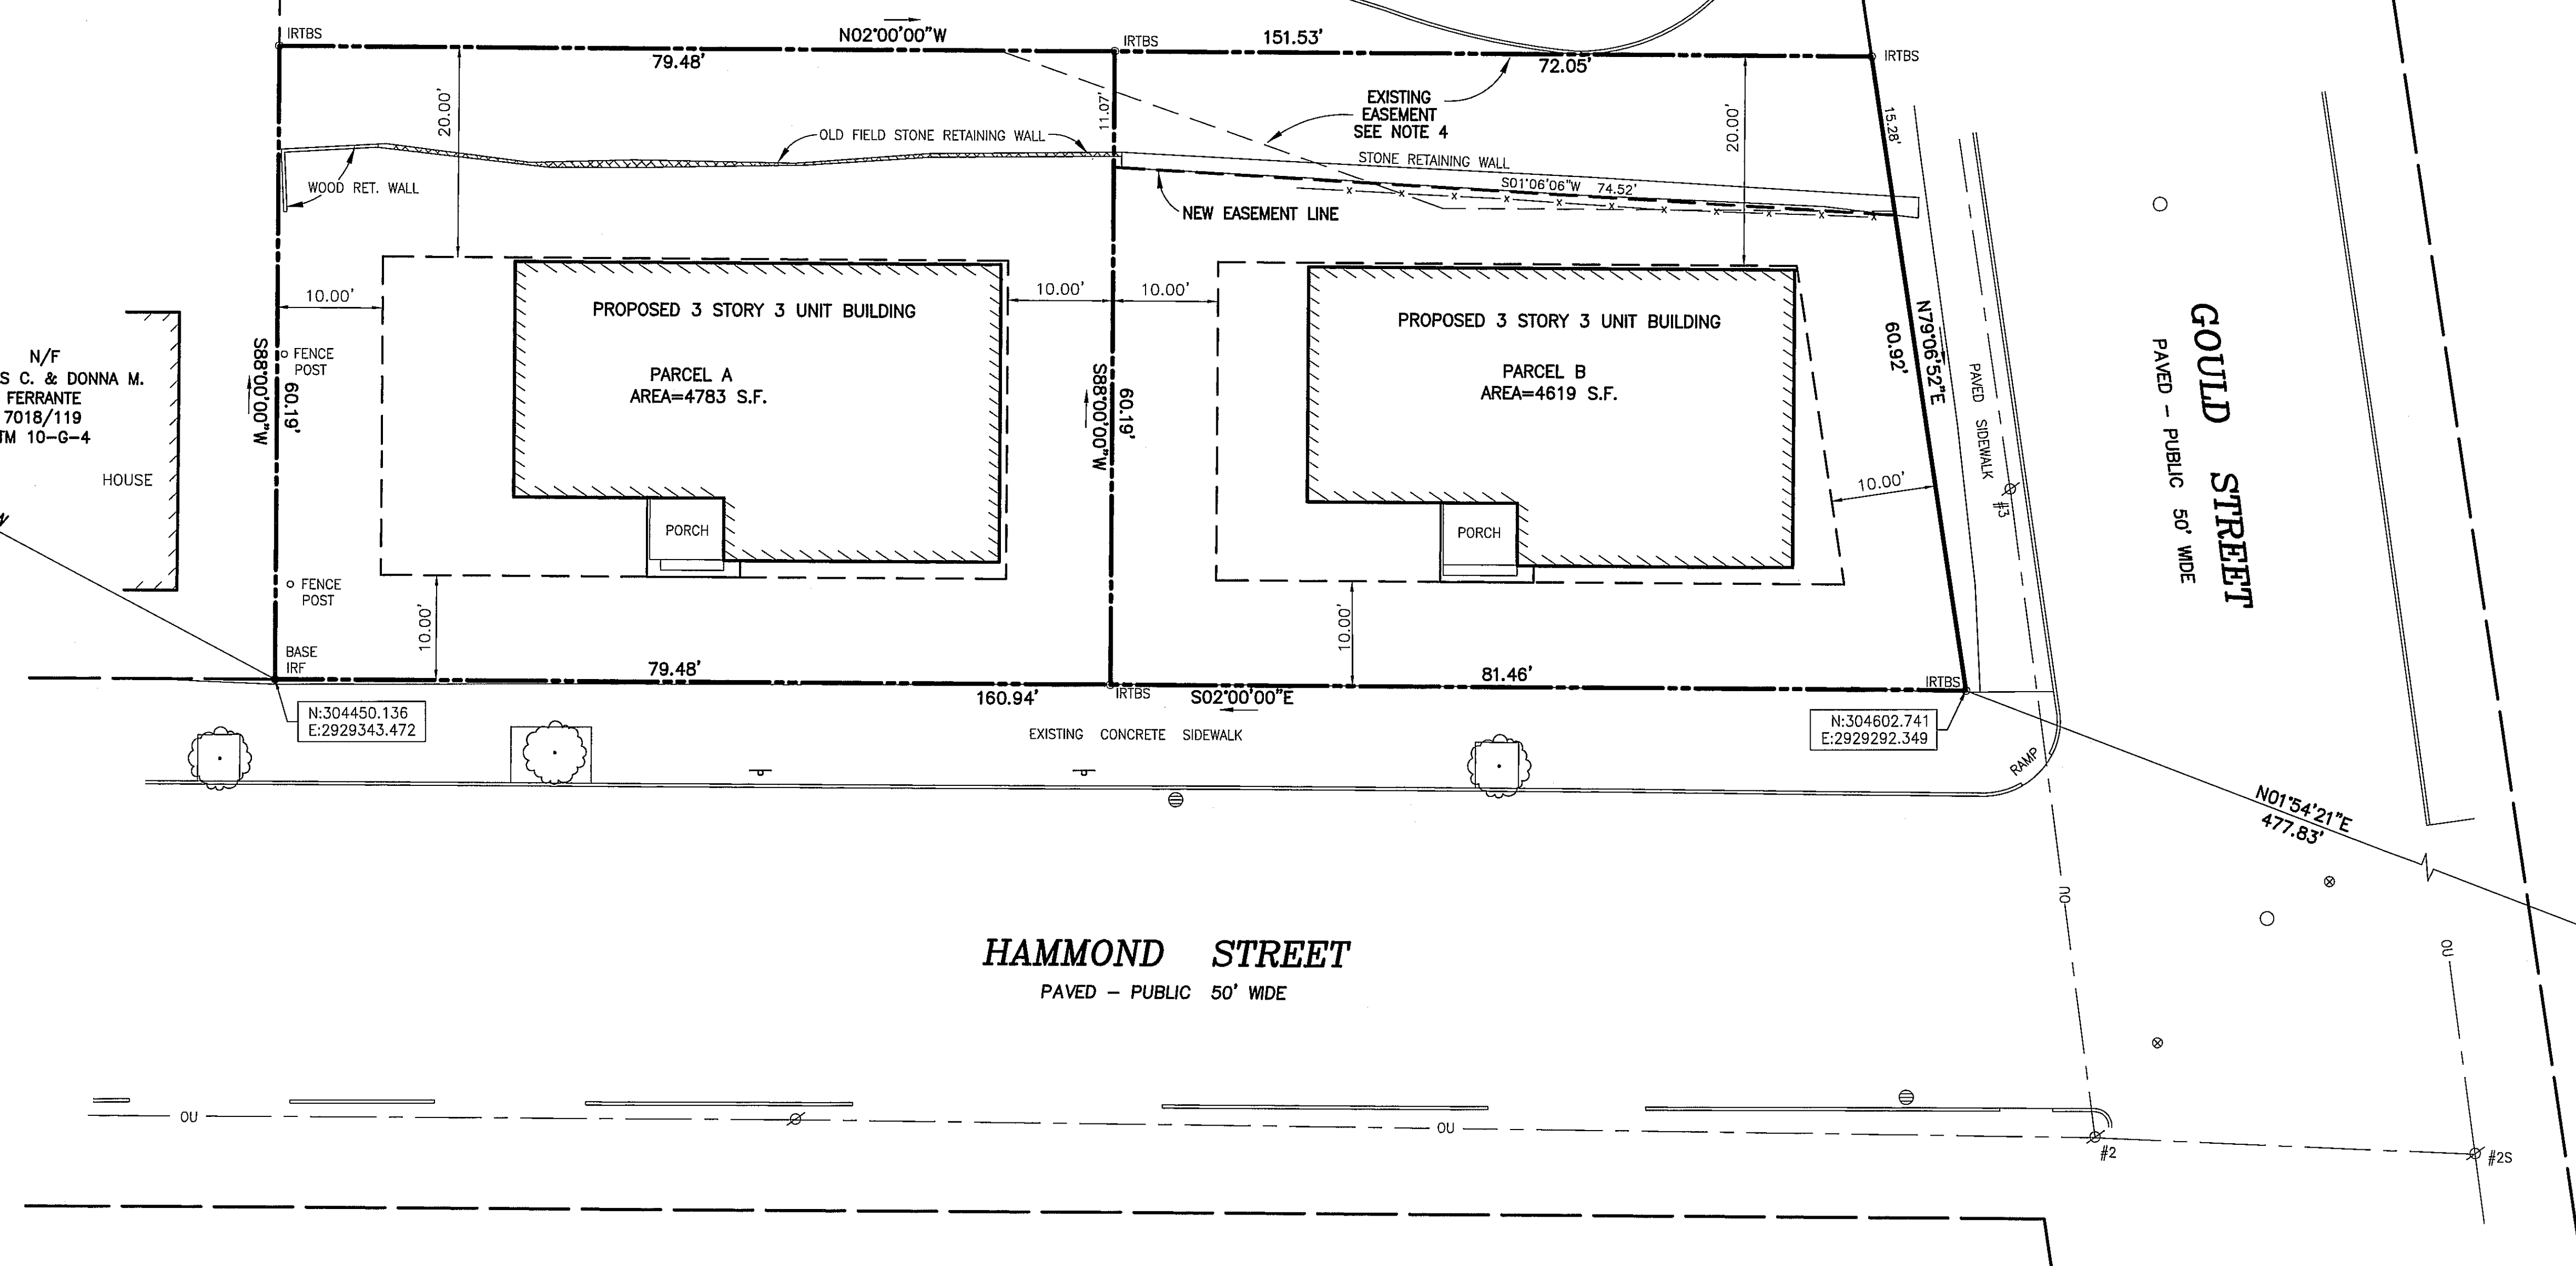 IRTBS
N02°00'00"W
79.48'
IRTBS
151.53'
72.05'
IRTBS
20.00'
11.07'
EXISTING
EASEMENT
SEE NOTE 4
20.00'
15.28'
OLD FIELD STONE RETAINING WALL
WOOD RET. WALL
STONE RETAINING WALL
S01°06'06"W 74.52'
NEW EASEMENT LINE
10.00'
PROPOSED 3 STORY 3 UNIT BUILDING
PARCEL A
AREA=4783 S.F.
PORCH
10.00'
10.00'
PROPOSED 3 STORY 3 UNIT BUILDING
PARCEL B
AREA=4619 S.F.
PORCH
10.00'
N79°06'52"E
60.92'
PAVED SIDEWALK
#3
GOULD STREET
PAVED - PUBLIC 50' WIDE
N/F
S C. & DONNA M.
FERRANTE
7018/119
TM 10-G-4
HOUSE
S88°00'00"W
60.19'
FENCE
POST
FENCE
POST
S88°00'00"W
60.19'
BASE
IRF
10.00'
79.48'
160.94'
IRTBS
S02°00'00"E
10.00'
81.46'
IRTBS
N:304450.136
E:2929343.472
EXISTING CONCRETE SIDEWALK
N:304602.741
E:2929292.349
RAMP
N01°54'21"E
477.83'
OU
OU
HAMMOND STREET
PAVED - PUBLIC 50' WIDE
OU
OU
#2
#2S